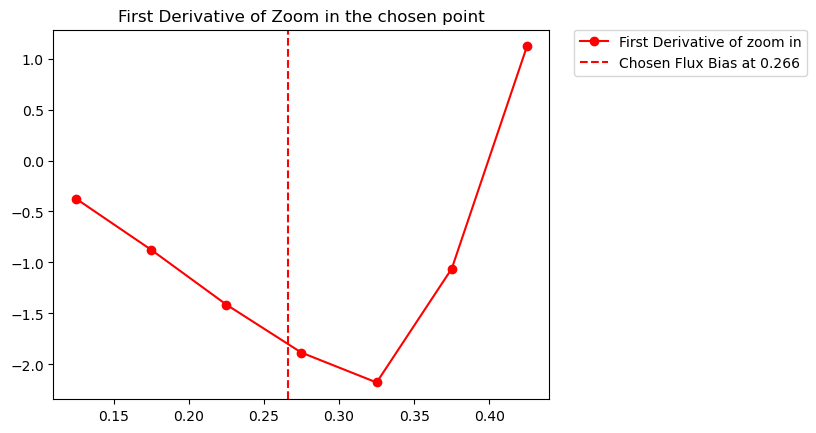 First Derivative of Zoom in the chosen point
First Derivative of zoom in
Chosen Flux Bias at 0.266
1.0
0.5
0.0
−0.5
−1.0
−1.5
−2.0
0.15 0.20 0.25 0.30 0.35 0.40